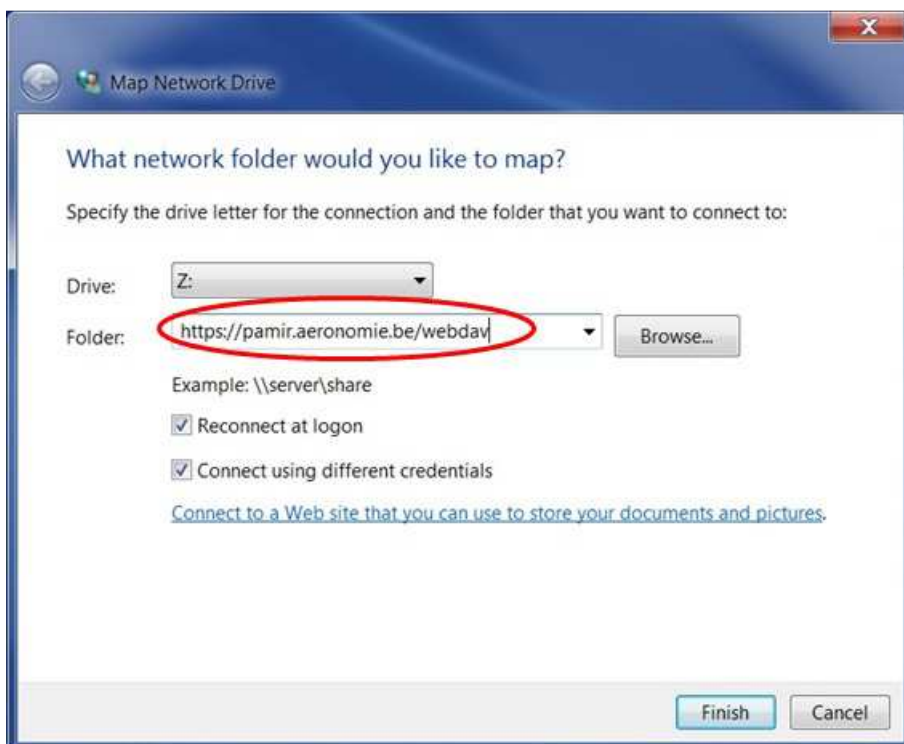 Map Network Drive
What network folder would you like to map?
Specify the drive letter for the connection and the folder that you want to connect to:
Drive: Z:
Folder: https://pamir.aeronomie.be/webdav Browse...
Example: \\server\share
Reconnect at logon
Connect using different credentials
Connect to a Web site that you can use to store your documents and pictures.
Finish Cancel